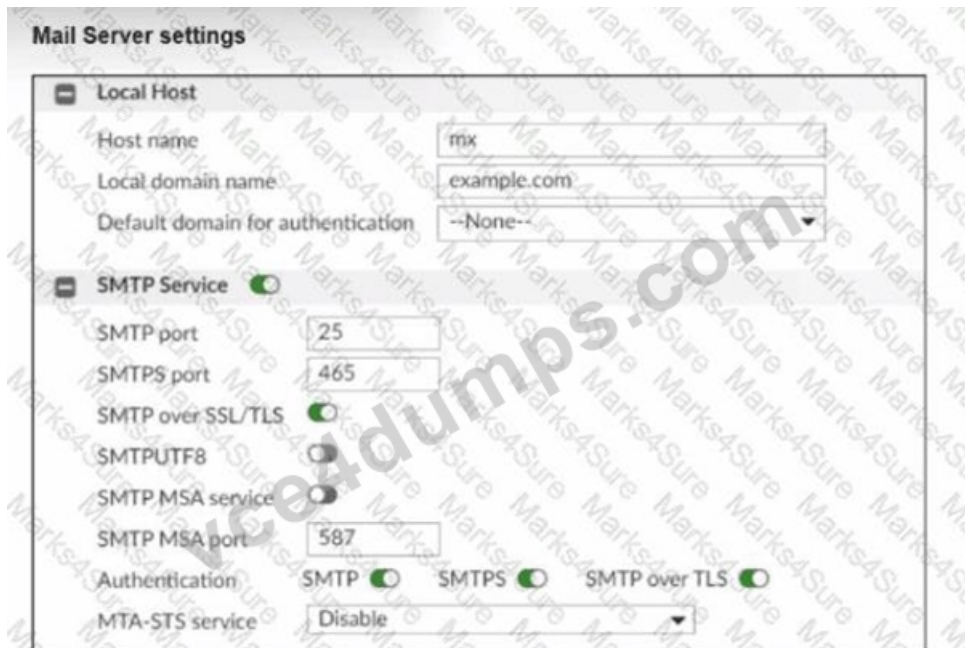 Mail Server settings
Local Host
Host name mx
Local domain name example.com
Default domain for authentication --None--
SMTP Service
SMTP port 25
SMTPS port 465
SMTP over SSL/TLS
SMTPUTF8
SMTP MSA service
SMTP MSA port 587
Authentication SMTP SMTPS SMTP over TLS
MTA-STS service Disable
vce4dumps.com
Marks4Sure